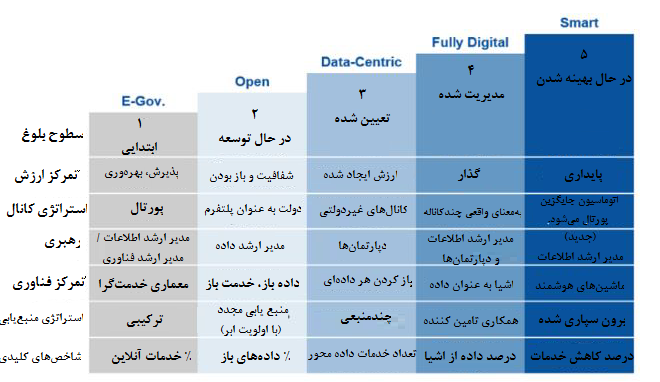 Smart
Fully Digital
Data-Centric
Open
E-Gov.
سطوح بلوغ
۱
ابتدایی
۲
در حال توسعه
۳
تعیین شده
۴
مدیریت شده
۵
در حال بهینه شدن
تمرکز ارزش
پذیرش، بهره‌وری
شفافیت و باز بودن
ارزش ایجاد شده
گذار
پایداری
استراتژی کانال
پورتال
دولت به عنوان پلتفرم
کانال‌های غیردولتی
به‌معنای واقعی چندکاناله
اتوماسیون جایگزین
پورتال می‌شود.
رهبری
مدیر ارشد اطلاعات /
مدیر ارشد فناوری
مدیر ارشد داده
دپارتمان‌ها
مدیر ارشد اطلاعات
و دپارتمان‌ها
(جدید)
مدیر ارشد اطلاعات
تمرکز فناوری
معماری خدمت‌گرا
داده باز، خدمت باز
باز کردن هر داده‌ای
اشیا به عنوان داده
ماشین‌های هوشمند
استراتژی منبع‌یابی
ترکیبی
منبع یابی مجدد
(با اولویت ابر)
چندمنبعی
همکاری تامین کننده
برون سپاری شده
شاخص‌های کلیدی
% خدمات آنلاین
% داده‌های باز
تعداد خدمات داده محور
درصد داده از اشیا
درصد کاهش خدمات